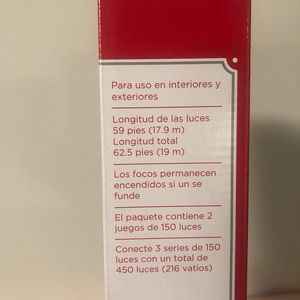 Para uso en interiores y
exteriores
Longitud de las luces
59 pies (17.9 m)
Longitud total
62.5 pies (19 m)
Los focos permanecen
encendidos si un se
funde
El paquete contiene 2
juegos de 150 luces
Conecte 3 series de 150
luces con un total de
450 luces (216 vatios)